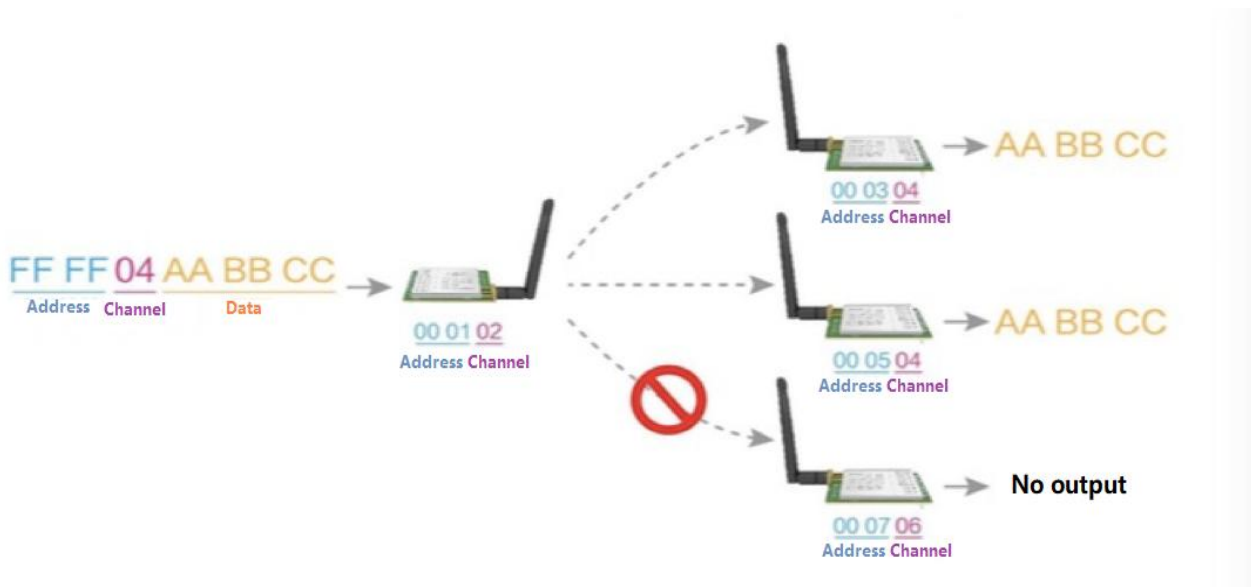 FF FF 04 AA BB CC
Address Channel Data
00 01 02
Address Channel
AA BB CC
00 03 04
Address Channel
AA BB CC
00 05 04
Address Channel
No output
00 07 06
Address Channel